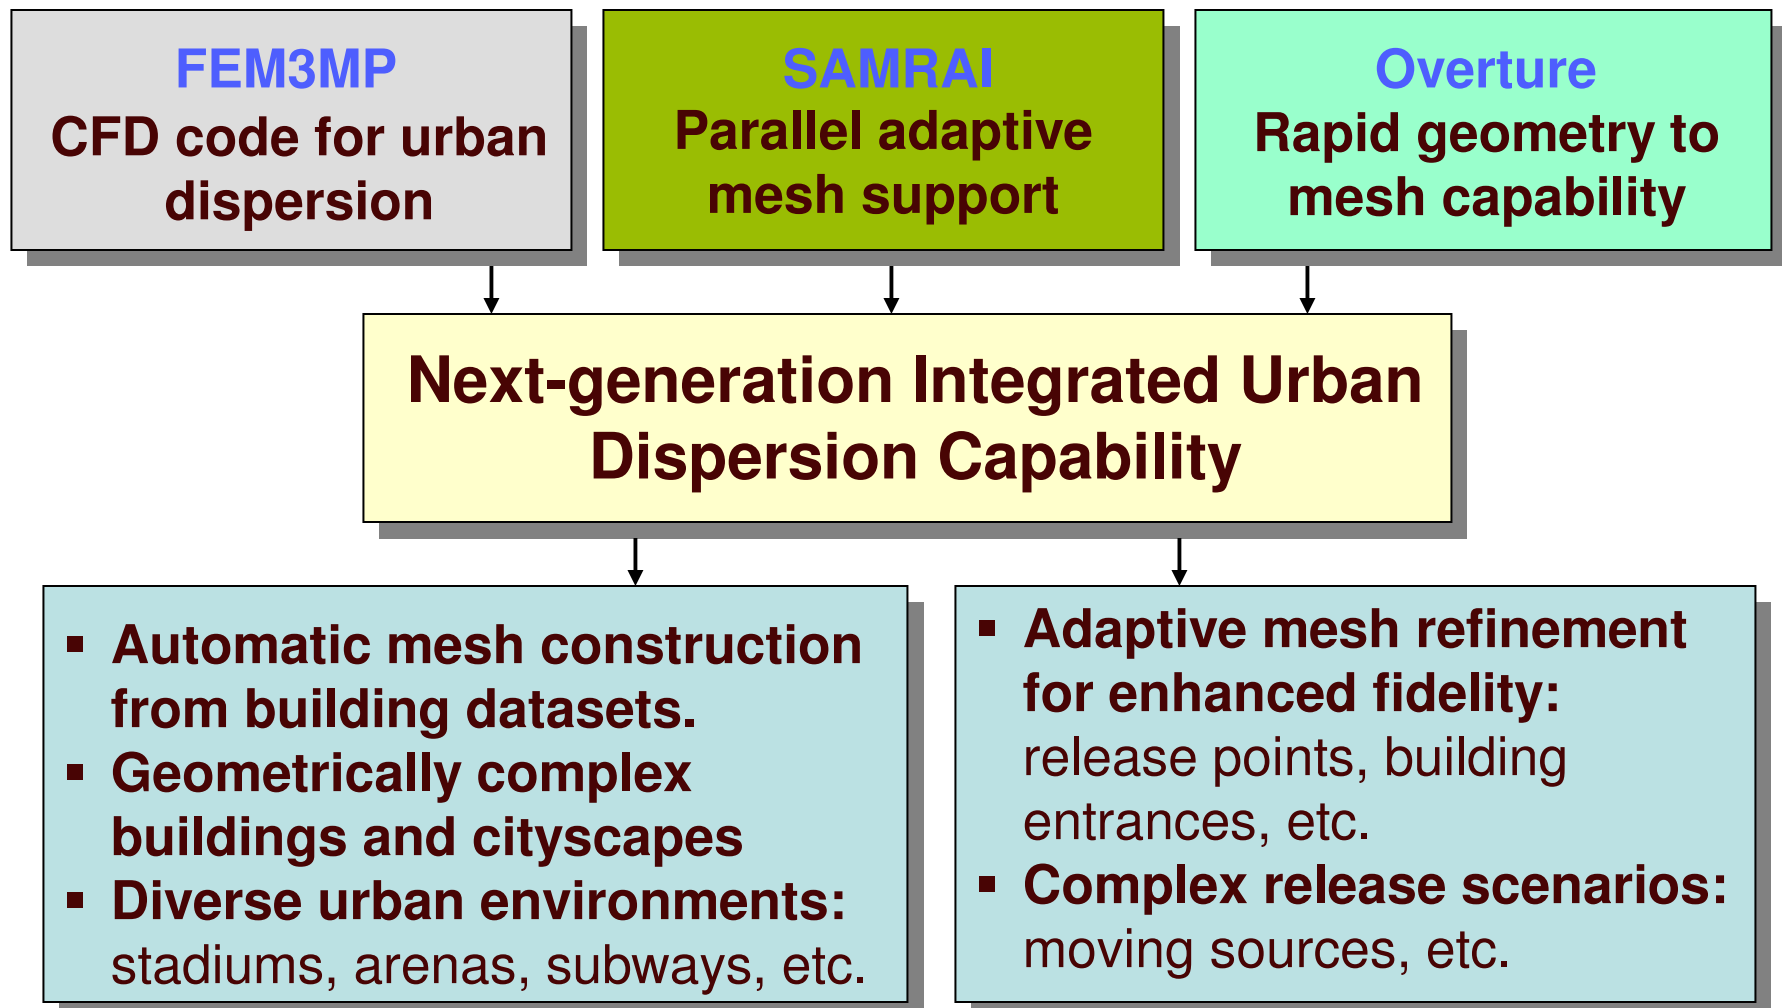 FEM3MP
CFD code for urban
dispersion
SAMRAI
Parallel adaptive
mesh support
Overture
Rapid geometry to
mesh capability
Next-generation Integrated Urban
Dispersion Capability
▪ Automatic mesh construction
from building datasets.
▪ Geometrically complex
buildings and cityscapes
▪ Diverse urban environments:
stadiums, arenas, subways, etc.
▪ Adaptive mesh refinement
for enhanced fidelity:
release points, building
entrances, etc.
▪ Complex release scenarios:
moving sources, etc.